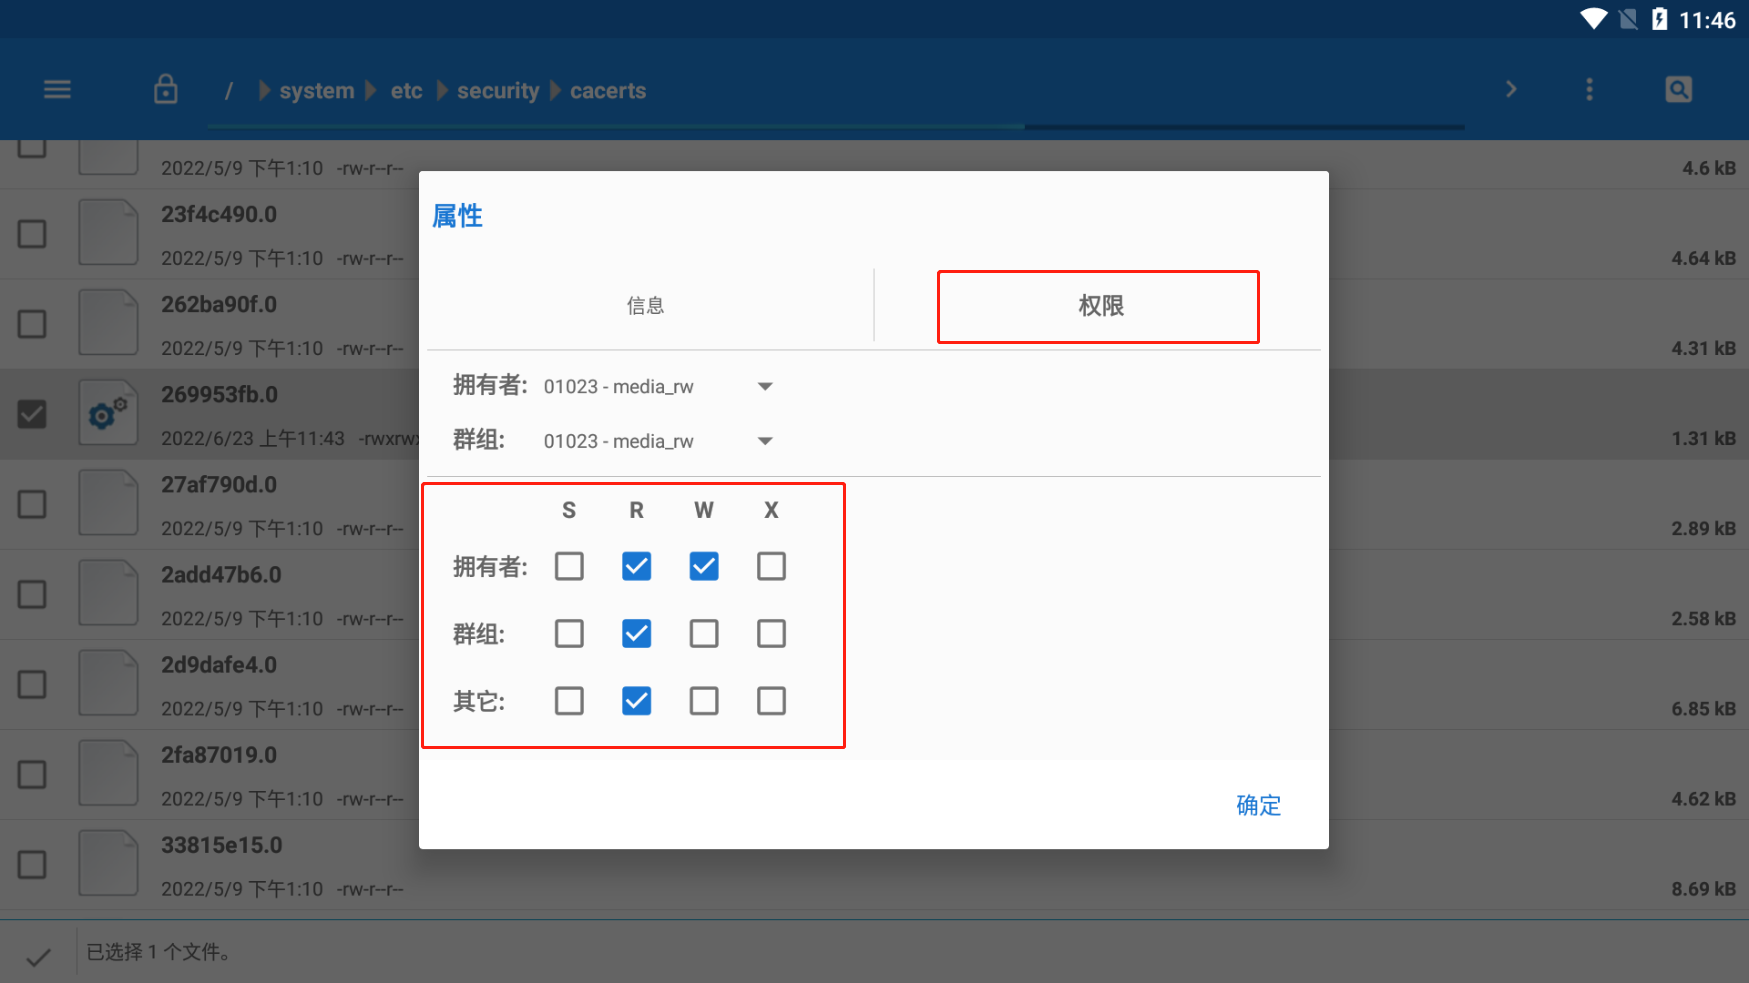 11:46
/ system etc security cacerts
2022/5/9 下午1:10 -rw-r--r-- 4.6 kB
23f4c490.0
2022/5/9 下午1:10 -rw-r--r-- 4.64 kB
262ba90f.0
2022/5/9 下午1:10 -rw-r--r-- 4.31 kB
269953fb.0
2022/6/23 上午11:43 -rwxrwx 1.31 kB
27af790d.0
2022/5/9 下午1:10 -rw-r--r-- 2.89 kB
2add47b6.0
2022/5/9 下午1:10 -rw-r--r-- 2.58 kB
2d9dafe4.0
2022/5/9 下午1:10 -rw-r--r-- 6.85 kB
2fa87019.0
2022/5/9 下午1:10 -rw-r--r-- 4.62 kB
33815e15.0
2022/5/9 下午1:10 -rw-r--r-- 8.69 kB
属性
信息 权限
拥有者: 01023 - media_rw
群组: 01023 - media_rw
S R W X
拥有者:
群组:
其它:
确定
已选择 1 个文件。